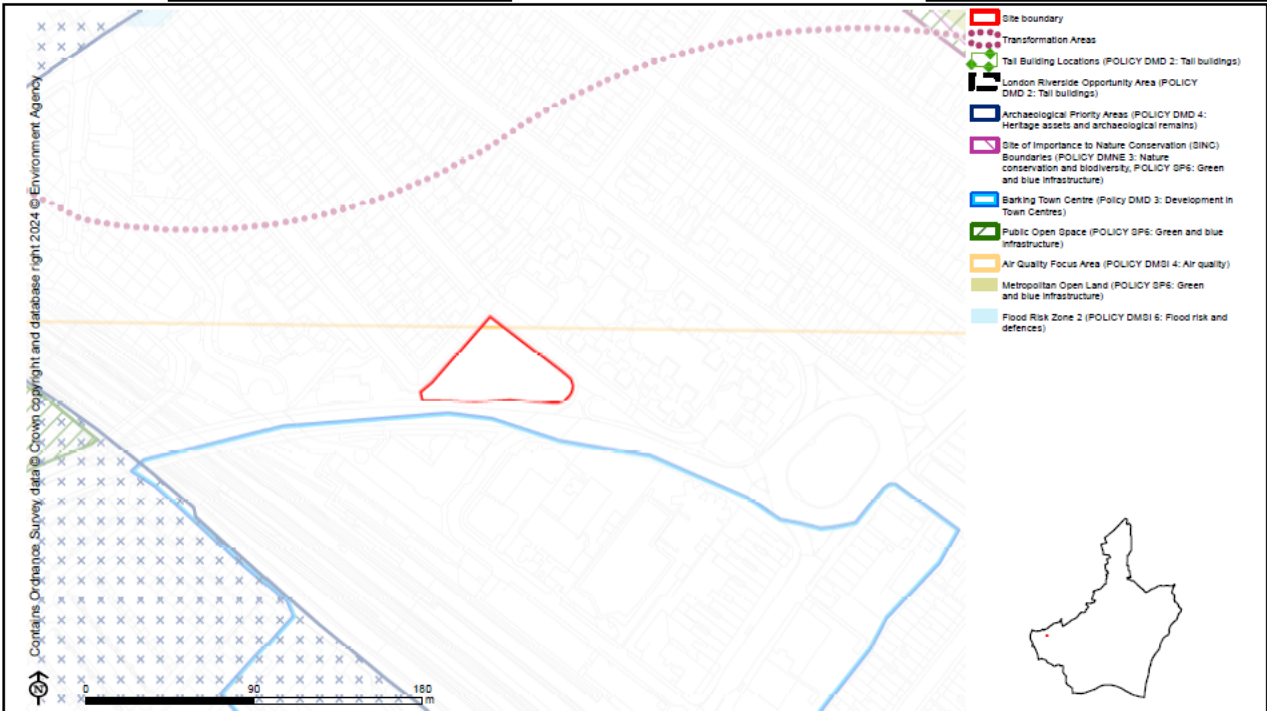 Site boundary
Transformation Areas
Tall Building Locations (POLICY DMD 2: Tall buildings)
London Riverside Opportunity Area (POLICY
DMD 2: Tall buildings)
Archaeological Priority Areas (POLICY DMD 4:
Heritage assets and archaeological remains)
Site of Importance to Nature Conservation (SINC)
Boundaries (POLICY DMNE 3: Nature
conservation and biodiversity, POLICY SP6: Green
and blue infrastructure)
Barking Town Centre (Policy DMD 3: Development in
Town Centres)
Public Open Space (POLICY SP6: Green and blue
infrastructure)
Air Quality Focus Area (POLICY DMSI 4: Air quality)
Metropolitan Open Land (POLICY SP6: Green
and blue infrastructure)
Flood Risk Zone 2 (POLICY DMSI 6: Flood risk and
defences)
Contains Ordnance Survey data © Crown copyright and database right 2024 © Environment Agency
N
0 90 180
m